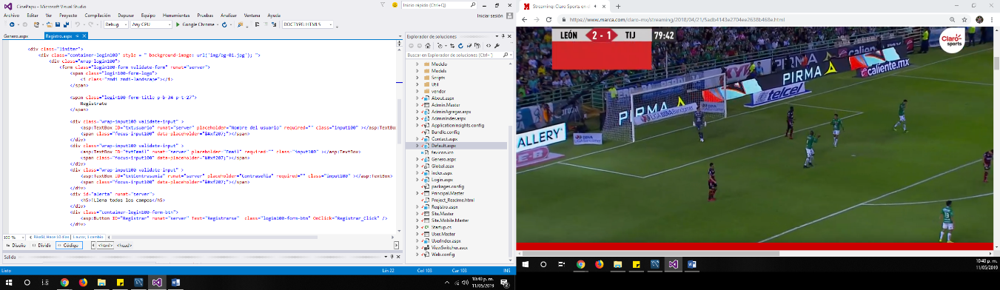 CinePapu - Microsoft Visual Studio
Inicio rápido (Ctrl+Q)
Archivo Editar Ver Proyecto Compilación Depurar Equipo Herramientas Prueba Analizar Ventana Ayuda
Iniciar sesión
Debug Any CPU Google Chrome DOCTYPE: HTML5
Genero.aspx Registro.aspx
<div class="limiter">
<div class="container-login100" style = " background-image: url('img/bg-01.jpg'); ">
<div class="wrap-login100">
<form class="login100-form validate-form" runat="server">
<span class="login100-form-logo">
<i class="zmdi zmdi-landscape"></i>
</span>
<span class="login100-form-title p-b-34 p-t-27">
Registrate
</span>
<div class="wrap-input100 validate-input" >
<asp:TextBox ID="txtUsuario" runat="server" placeholder="Nombre del usuario" required="" class="input100" ></asp:TextBox
<span class="focus-input100" data-placeholder="&#xf207;"></span>
</div>
<div class="wrap-input100 validate-input">
<asp:TextBox ID="txtEmail" runat="server" placeholder="Email" required="" class="input100" ></asp:TextBox>
<span class="focus-input100" data-placeholder="&#xf207;"></span>
</div>
<div class="wrap-input100 validate-input" >
<asp:TextBox ID="txtContrasenia" runat="server" placeholder="Contraseña" required="" class="input100" ></asp:TextBox>
<span class="focus-input100" data-placeholder="&#xf207;"></span>
</div>
<div id="alerta" runat="server">
<h5>!Llena todos los campos</h5>
</div>
<div class="container-login100-form-btn">
<asp:Button ID="Registrar" runat="server" Text="Registrarse" class="login100-form-btn" OnClick="Registrar_Click" />
</div>
100 % Hace 10 días | 1 autor, 1 cambio
Diseño Dividir Código <html> <head>
Salida
Listo Lín 22 Col 103 Car 103 INS
Explorador de soluciones
Buscar en Explorador de soluciones (Ctrl+¨)
Modelo
Models
Scripts
Util
vendor
About.aspx
Admin.Master
AdminAgregar.aspx
AdminIndex.aspx
ApplicationInsights.config
Bundle.config
Contact.aspx
Default.aspx
favicon.ico
Genero.aspx
Global.asax
index.aspx
Login.aspx
packages.config
Principal.Master
Project_Readme.html
Registro.aspx
Site.Master
Site.Mobile.Master
Startup.cs
User.Master
UserIndex.aspx
ViewSwitcher.ascx
Web.config
10:40 p. m.
11/05/2019
Streaming: Claro Sports en d
https://www.marca.com/claro-mx/streaming/2018/04/21/5adb4143e2704ee2638b468e.html
LEÓN 2 - 1 TIJ 79:42
Claro-
sports
PIRMA
caliente.mx
PIRMA
telcel
PIRMA
LIGA BBVA Bancomer
ALLERY"
10:40 p. m.
11/05/2019